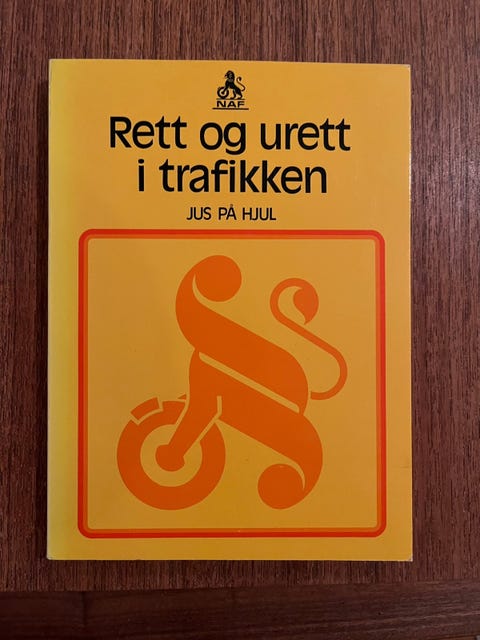 NAF
Rett og urett
i trafikken
JUS PÅ HJUL